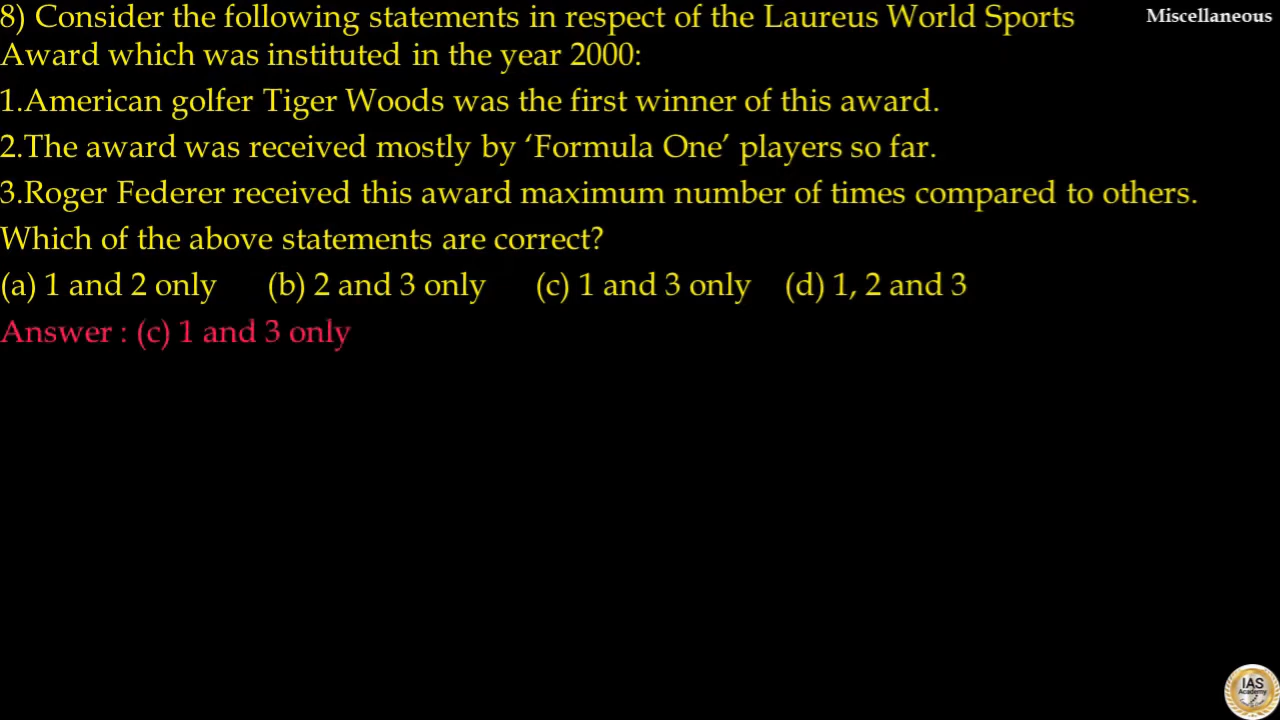 8) Consider the following statements in respect of the Laureus World Sports
Miscellaneous
Award which was instituted in the year 2000:
1.American golfer Tiger Woods was the first winner of this award.
2.The award was received mostly by ‘Formula One’ players so far.
3.Roger Federer received this award maximum number of times compared to others.
Which of the above statements are correct?
(a) 1 and 2 only (b) 2 and 3 only (c) 1 and 3 only (d) 1, 2 and 3
Answer : (c) 1 and 3 only
IAS
Academy